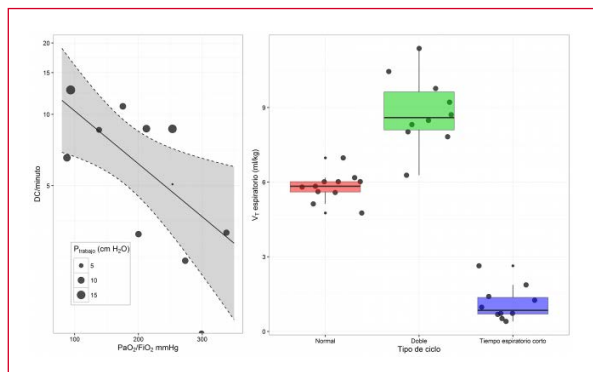 20
15
10
5
DC/minuto
P trabajo (cm H2O)
5
10
15
100
200
300
PaO2/FiO2 mmHg
9
6
3
0
VT espiratorio (ml/kg)
Normal
Doble
Tiempo espiratorio corto
Tipo de ciclo